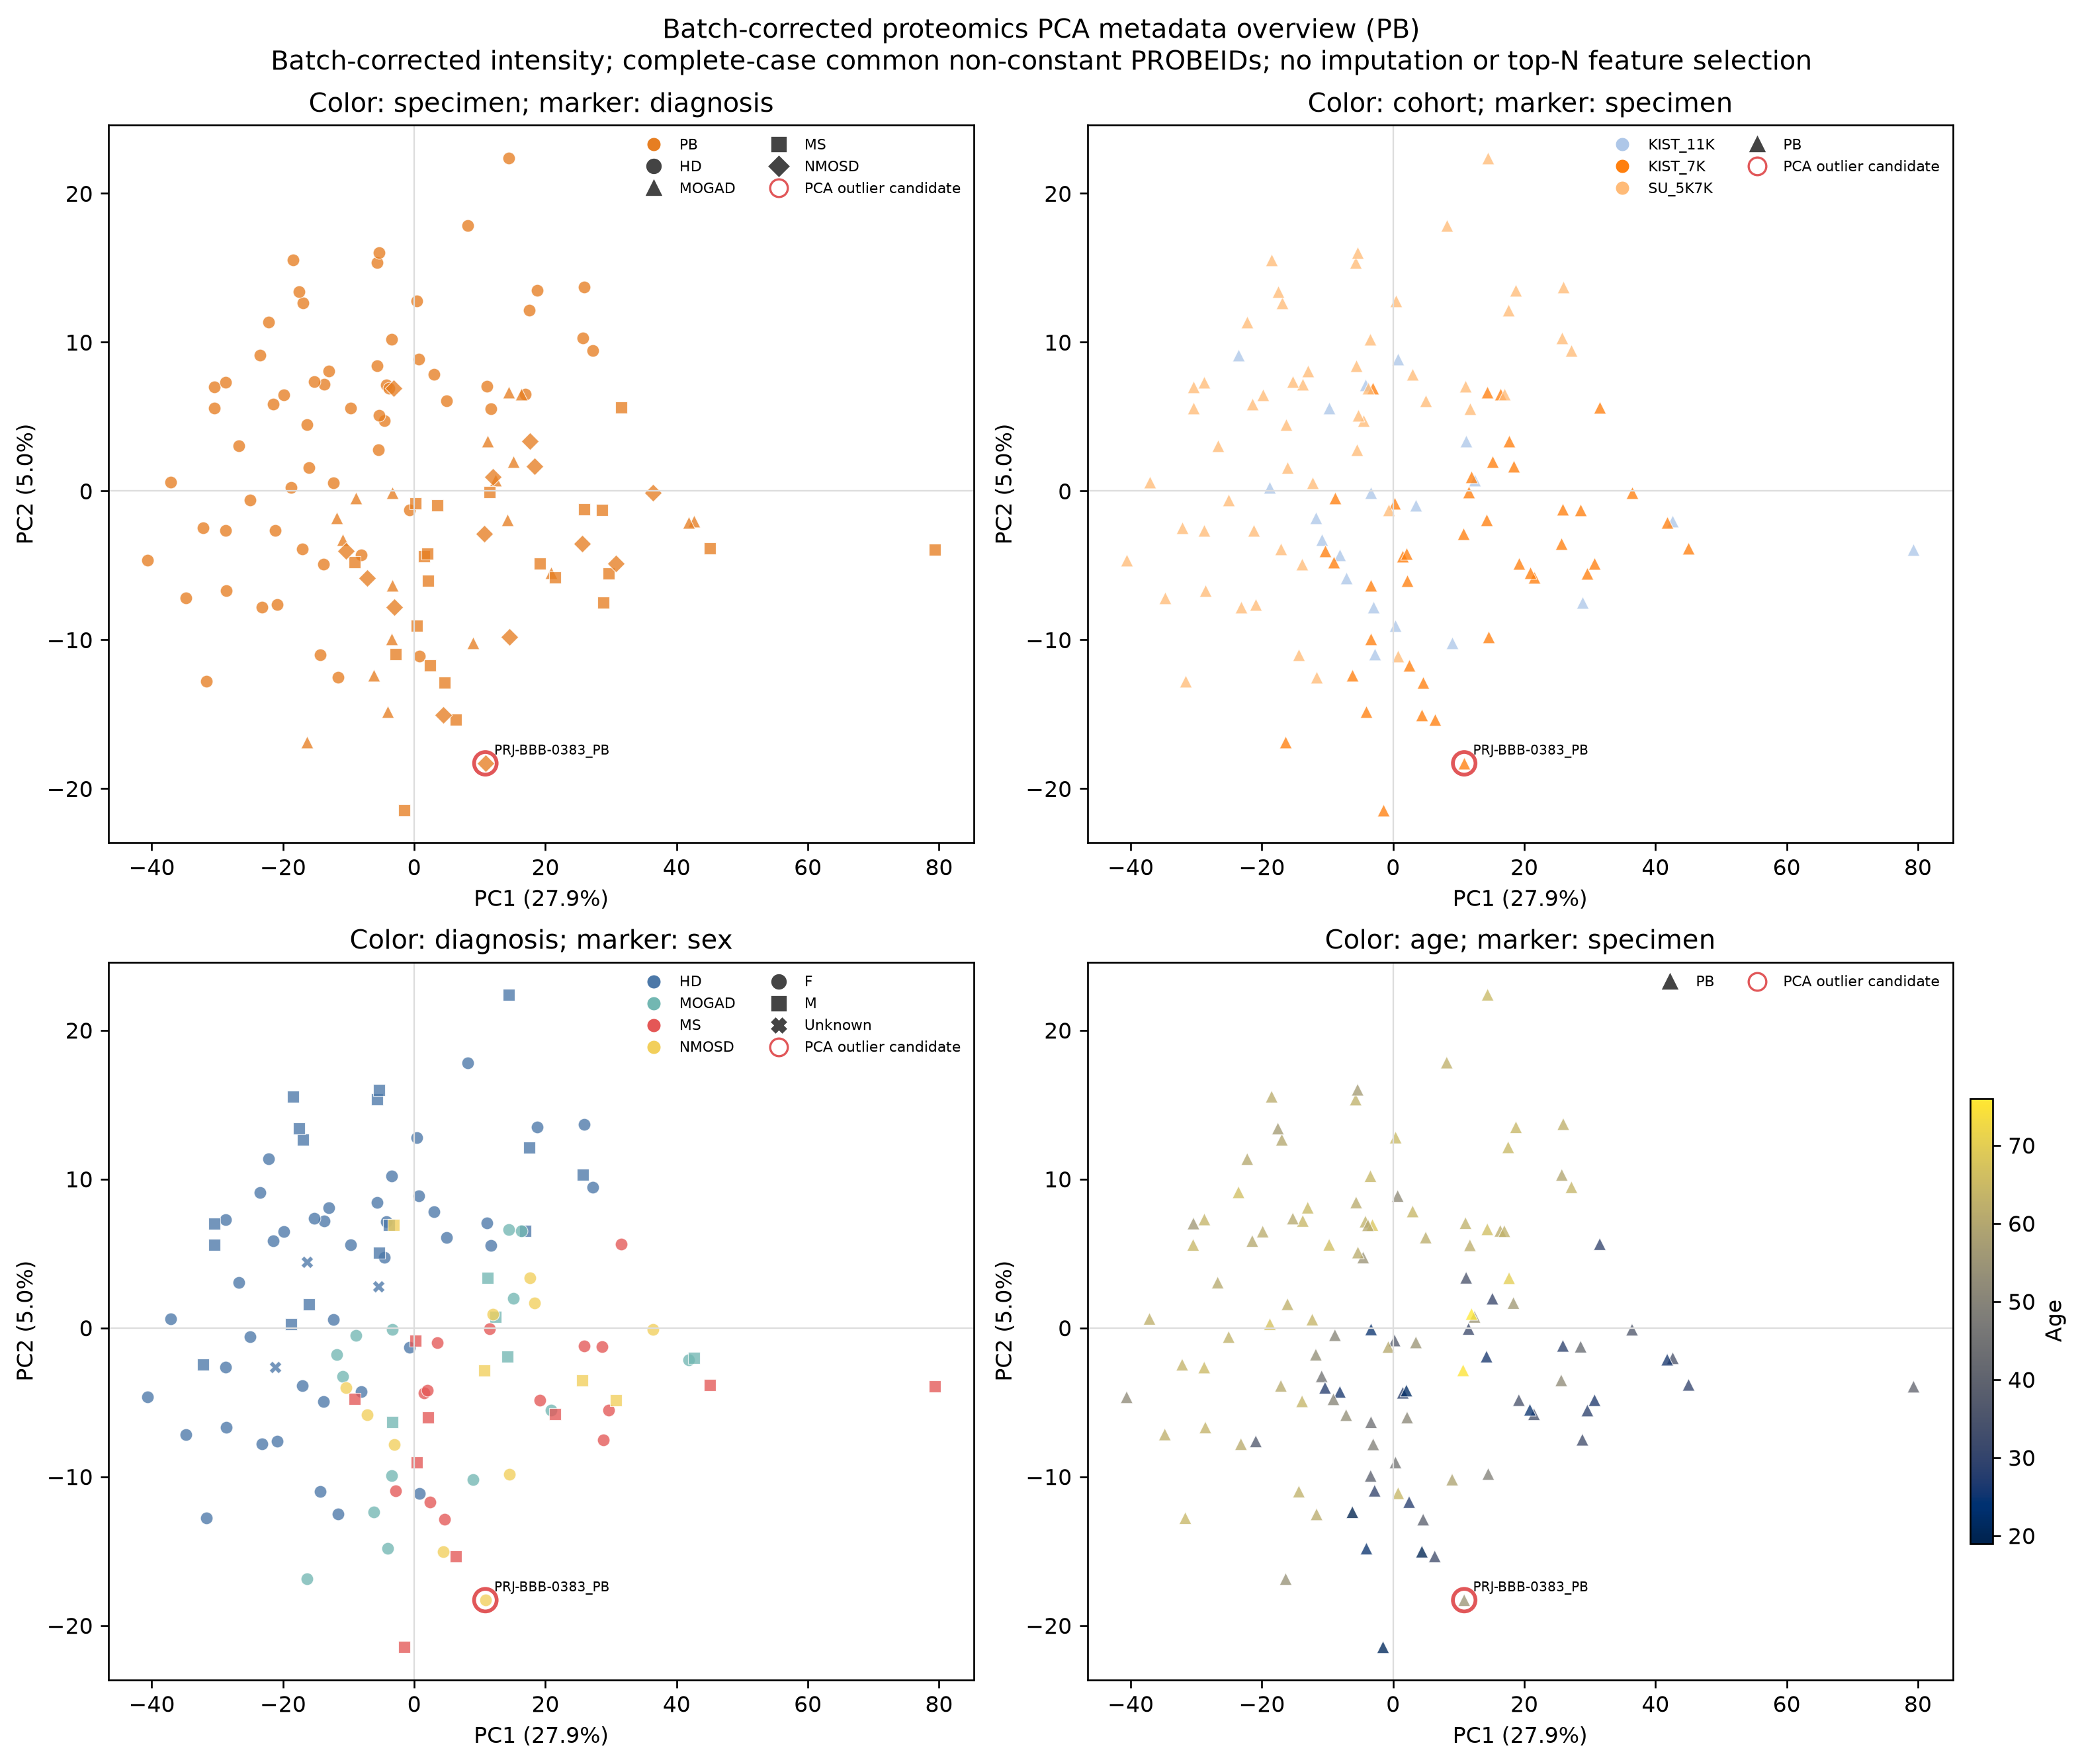 Batch-corrected proteomics PCA metadata overview (PB)
Batch-corrected intensity; complete-case common non-constant PROBEIDs; no imputation or top-N feature selection
Color: specimen; marker: diagnosis
PB
HD
MOGAD
MS
NMOSD
PCA outlier candidate
PRJ-BBB-0383_PB
20
10
0
−10
−20
PC2 (5.0%)
−40 −20 0 20 40 60 80
PC1 (27.9%)
Color: cohort; marker: specimen
KIST_11K
KIST_7K
SU_5K7K
PB
PCA outlier candidate
PRJ-BBB-0383_PB
20
10
0
−10
−20
PC2 (5.0%)
−40 −20 0 20 40 60 80
PC1 (27.9%)
Color: diagnosis; marker: sex
HD
MOGAD
MS
NMOSD
F
M
Unknown
PCA outlier candidate
PRJ-BBB-0383_PB
20
10
0
−10
−20
PC2 (5.0%)
−40 −20 0 20 40 60 80
PC1 (27.9%)
Color: age; marker: specimen
PB
PCA outlier candidate
PRJ-BBB-0383_PB
20
10
0
−10
−20
PC2 (5.0%)
−40 −20 0 20 40 60 80
PC1 (27.9%)
70
60
50
40
30
20
Age